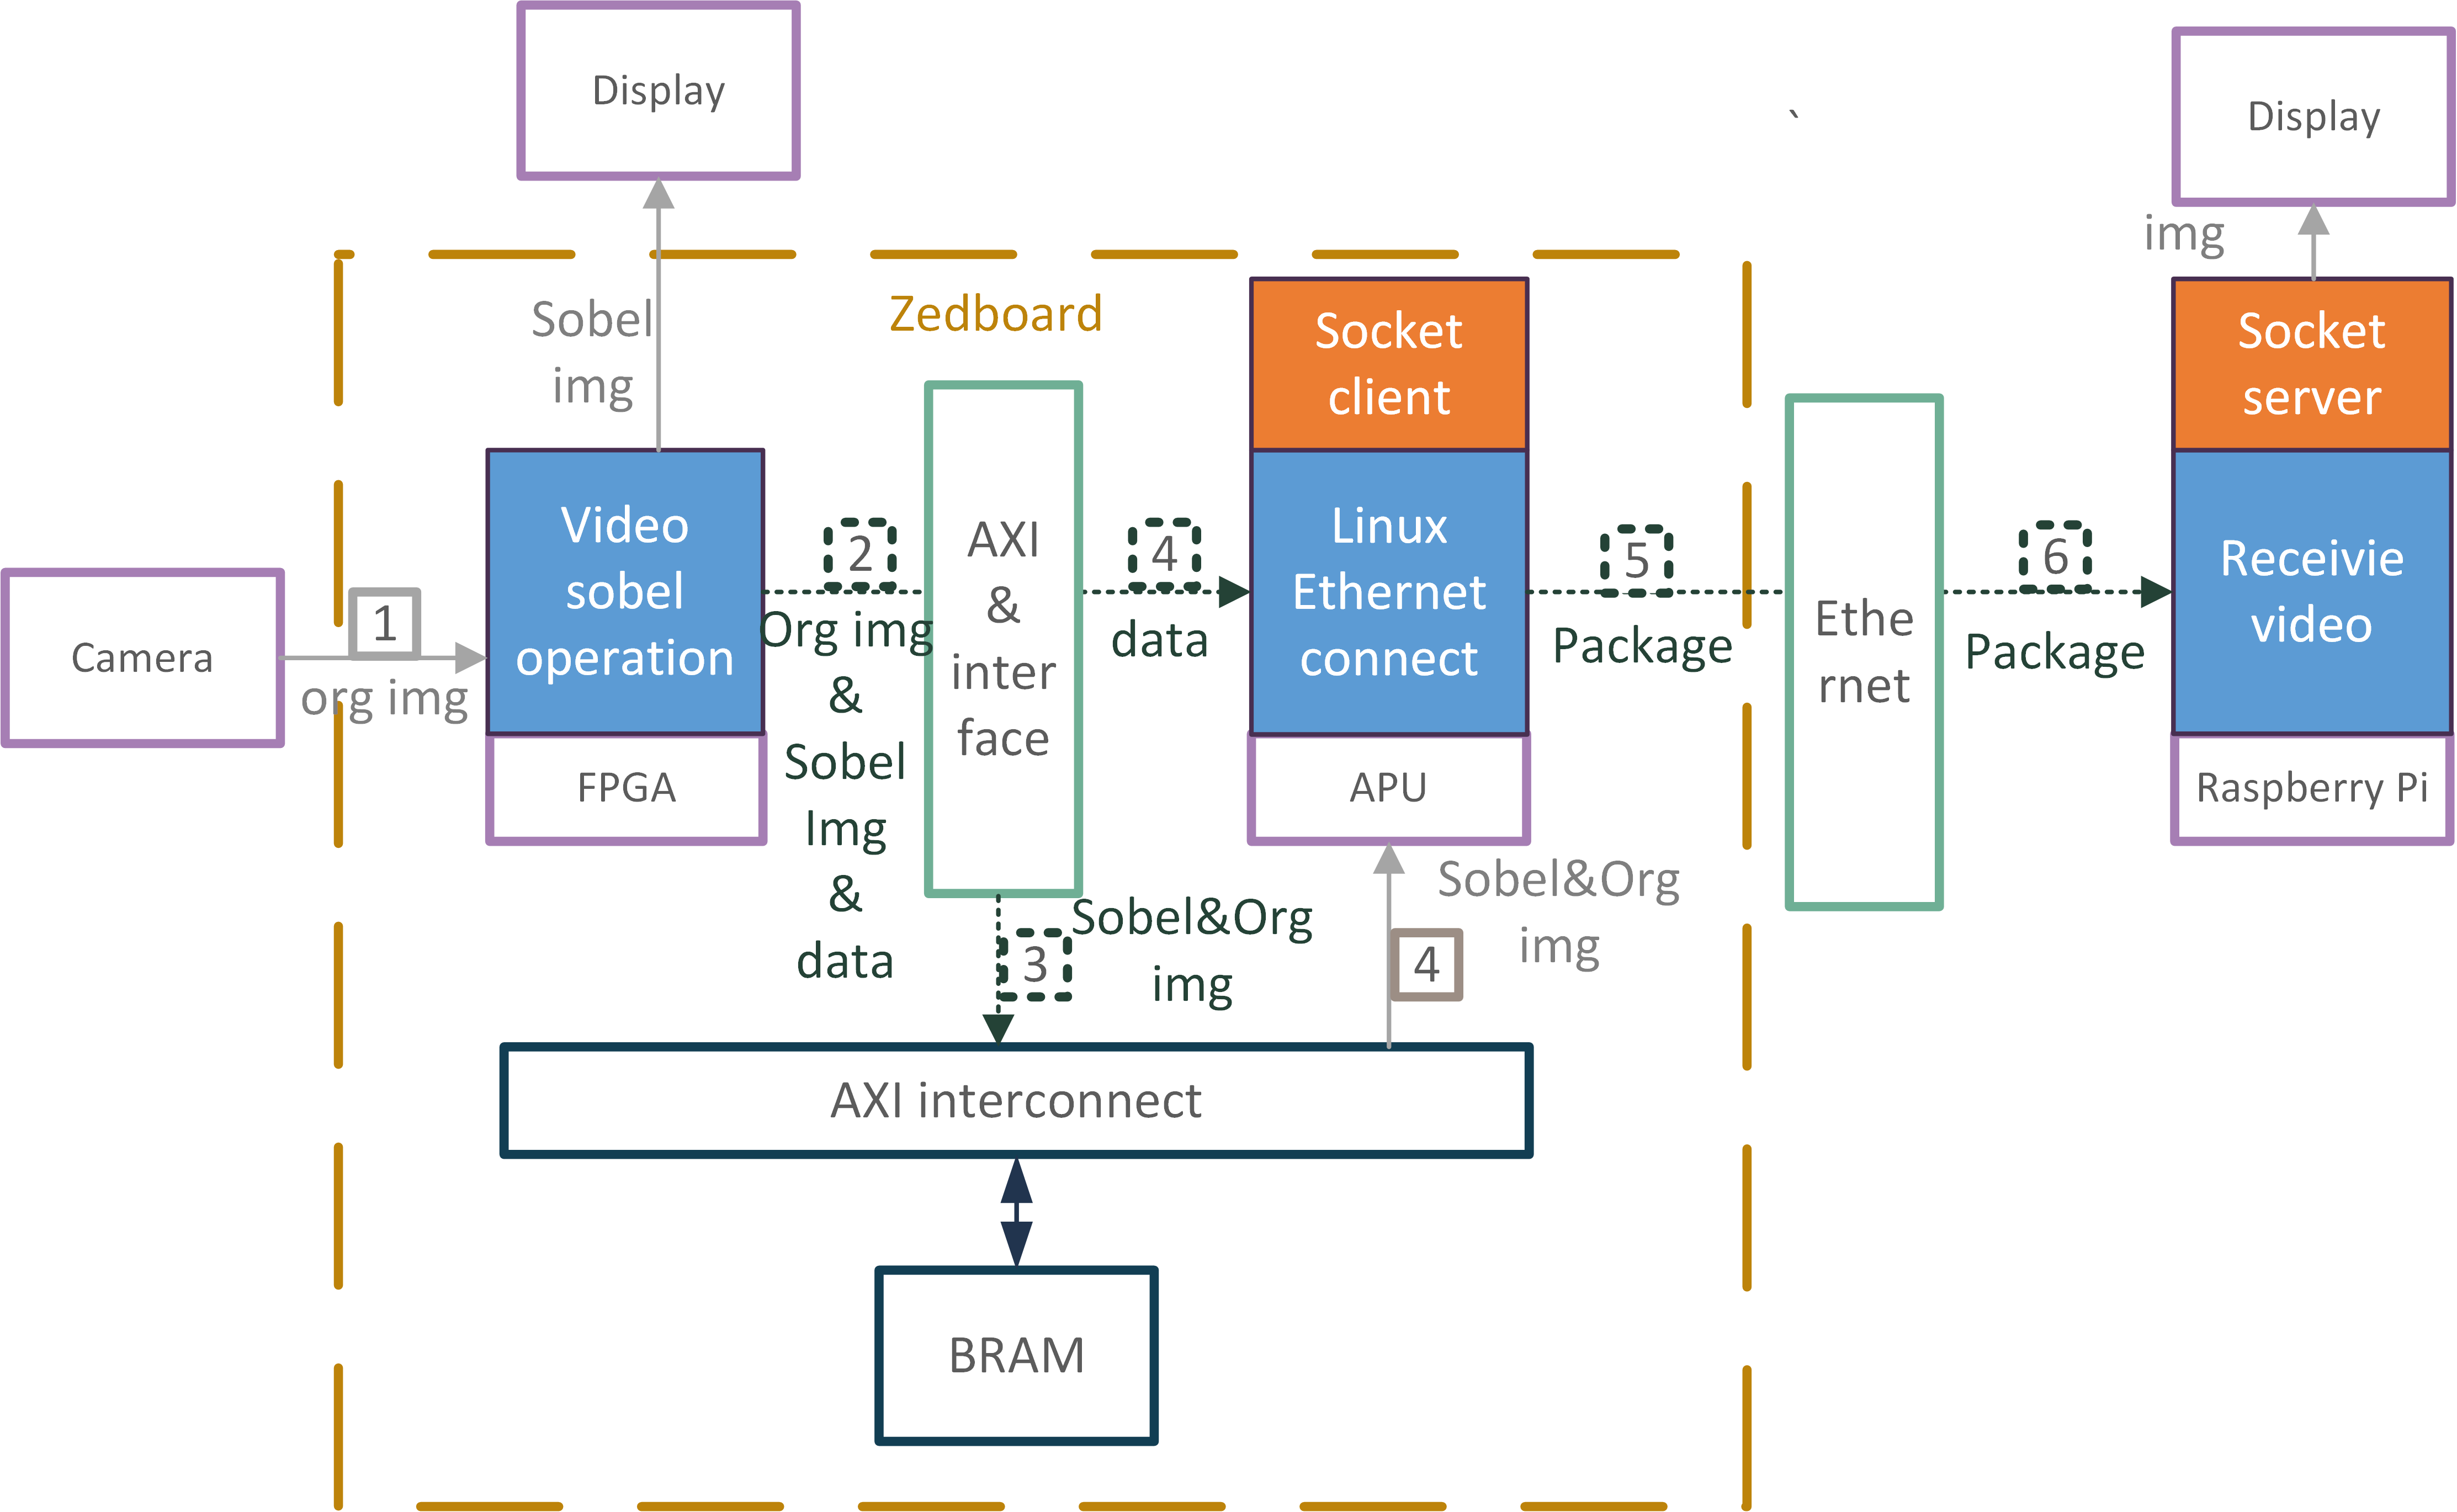 Display
`
Display
img
Zedboard
Sobel
img
Socket
client
Socket
server
Camera
1
org img
Video
sobel
operation
FPGA
2
Org img
&
Sobel
Img
&
data
AXI
&
inter
face
4
data
Linux
Ethernet
connect
APU
5
Package
Ethe
rnet
6
Package
Receivie
video
Raspberry Pi
3
Sobel&Org
img
4
Sobel&Org
img
AXI interconnect
BRAM